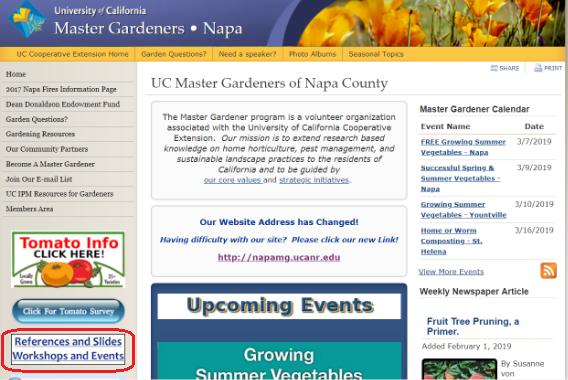 University of California
Master Gardeners • Napa
UC Cooperative Extension Home
Garden Questions?
Need a speaker?
Photo Albums
Seasonal Topics
SHARE
PRINT
Home
2017 Napa Fires Information Page
Dean Donaldson Endowment Fund
Garden Questions?
Gardening Resources
Our Community Partners
Become A Master Gardener
Join Our E-mail List
UC IPM Resources for Gardeners
Members Area
Tomato Info
CLICK HERE!
Locally Grown
Varieties
Click For Tomato Survey
References and Slides
Workshops and Events
UC Master Gardeners of Napa County
The Master Gardener program is a volunteer organization
associated with the University of California Cooperative
Extension. Our mission is to extend research based
knowledge on home horticulture, pest management, and
sustainable landscape practices to the residents of
California and to be guided by
our core values and strategic initiatives.
Our Website Address has Changed!
Having difficulty with our site? Please click our new Link!
http://napamg.ucanr.edu
Upcoming Events
Growing
Summer Vegetables
Master Gardener Calendar
Event Name Date
FREE Growing Summer 3/7/2019
Vegetables - Napa
Successful Spring & 3/9/2019
Summer Vegetables -
Napa
Growing Summer 3/10/2019
Vegetables - Yountville
Home or Worm 3/16/2019
Composting - St.
Helena
View More Events
Weekly Newspaper Article
Fruit Tree Pruning, a
Primer.
Added February 1, 2019
By Susanne
von